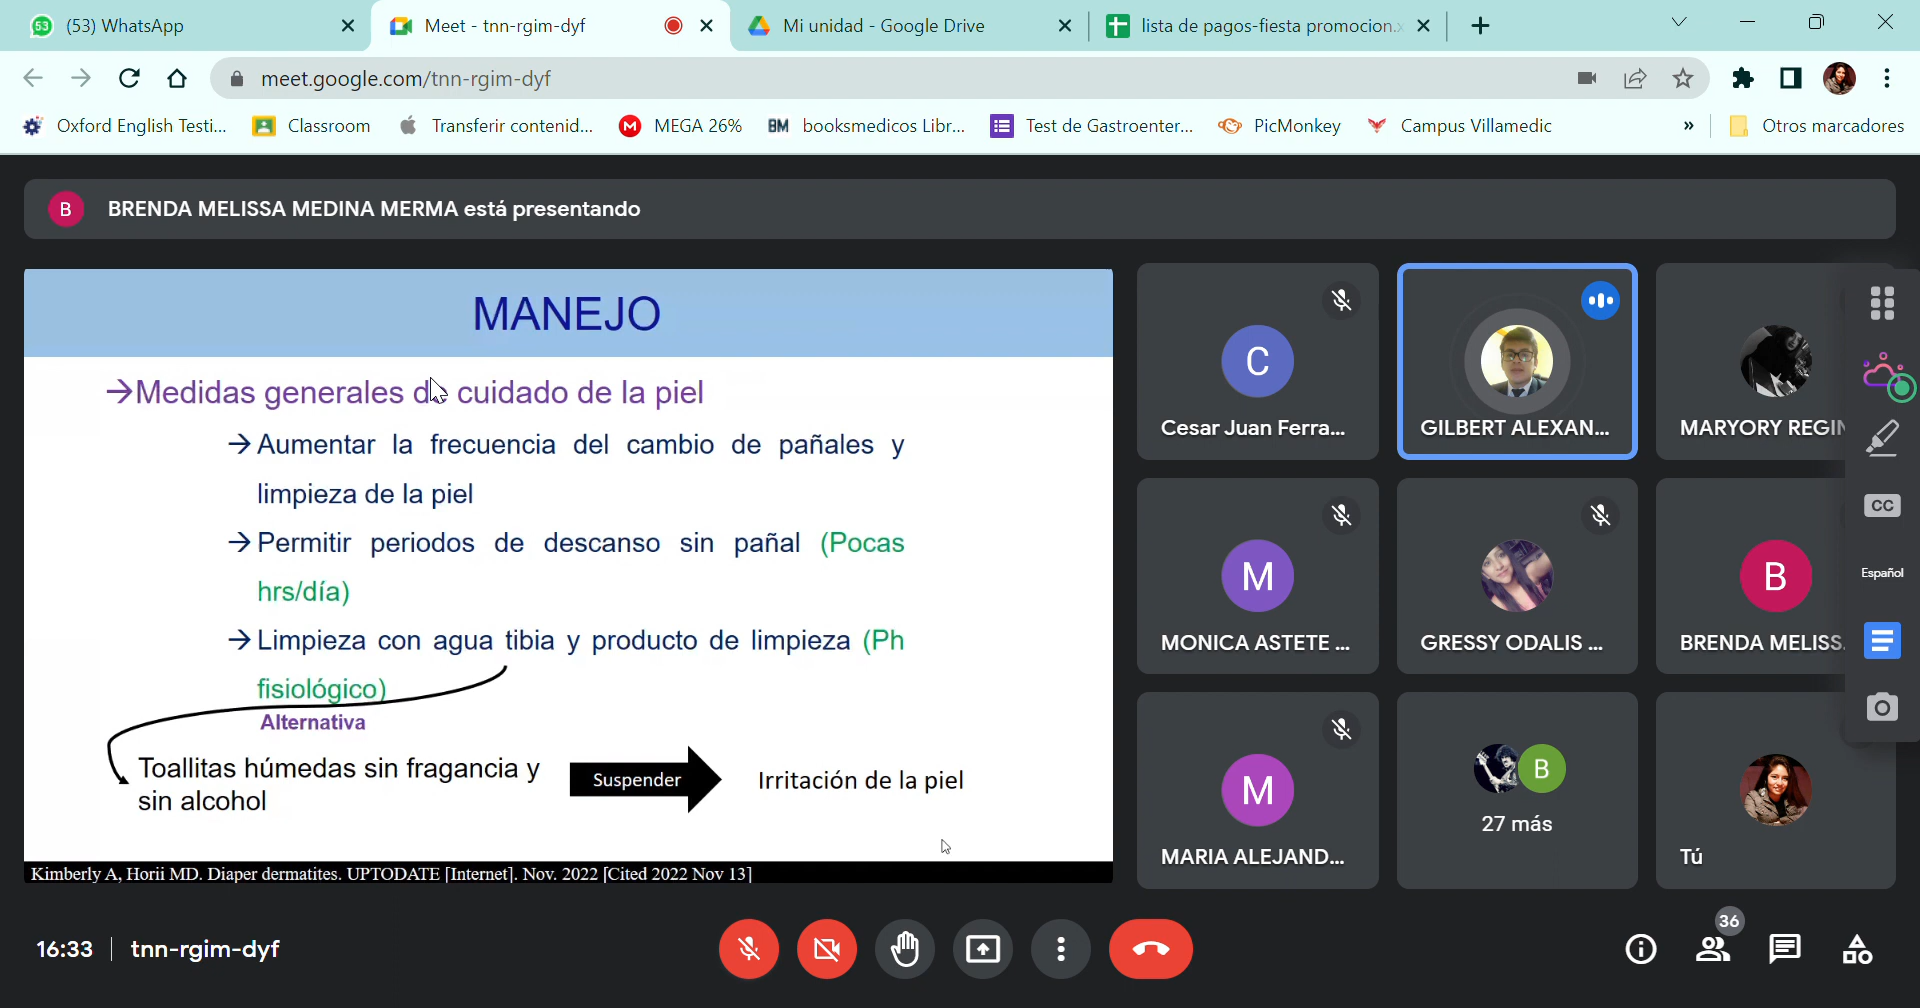 53 (53) WhatsApp
Meet - tnn-rgim-dyf
Mi unidad - Google Drive
lista de pagos-fiesta promocion.x
meet.google.com/tnn-rgim-dyf
Oxford English Testi...
Classroom
Transferir contenid...
M MEGA 26%
BM booksmedicos Libr...
Test de Gastroenter...
PicMonkey
Campus Villamedic
»
Otros marcadores
B BRENDA MELISSA MEDINA MERMA está presentando
MANEJO
→Medidas generales de cuidado de la piel
→Aumentar la frecuencia del cambio de pañales y
limpieza de la piel
→Permitir periodos de descanso sin pañal (Pocas
hrs/día)
→Limpieza con agua tibia y producto de limpieza (Ph
fisiológico)
Alternativa
Toallitas húmedas sin fragancia y
sin alcohol
Suspender
Irritación de la piel
Kimberly A, Horii MD. Diaper dermatites. UPTODATE [Internet]. Nov. 2022 [Cited 2022 Nov 13]
C
Cesar Juan Ferra...
GILBERT ALEXAN...
MARYORY REGIN
M
MONICA ASTETE ...
GRESSY ODALIS ...
B
BRENDA MELISS.
M
MARIA ALEJAND...
B
27 más
Tú
CC
Español
16:33 | tnn-rgim-dyf
36